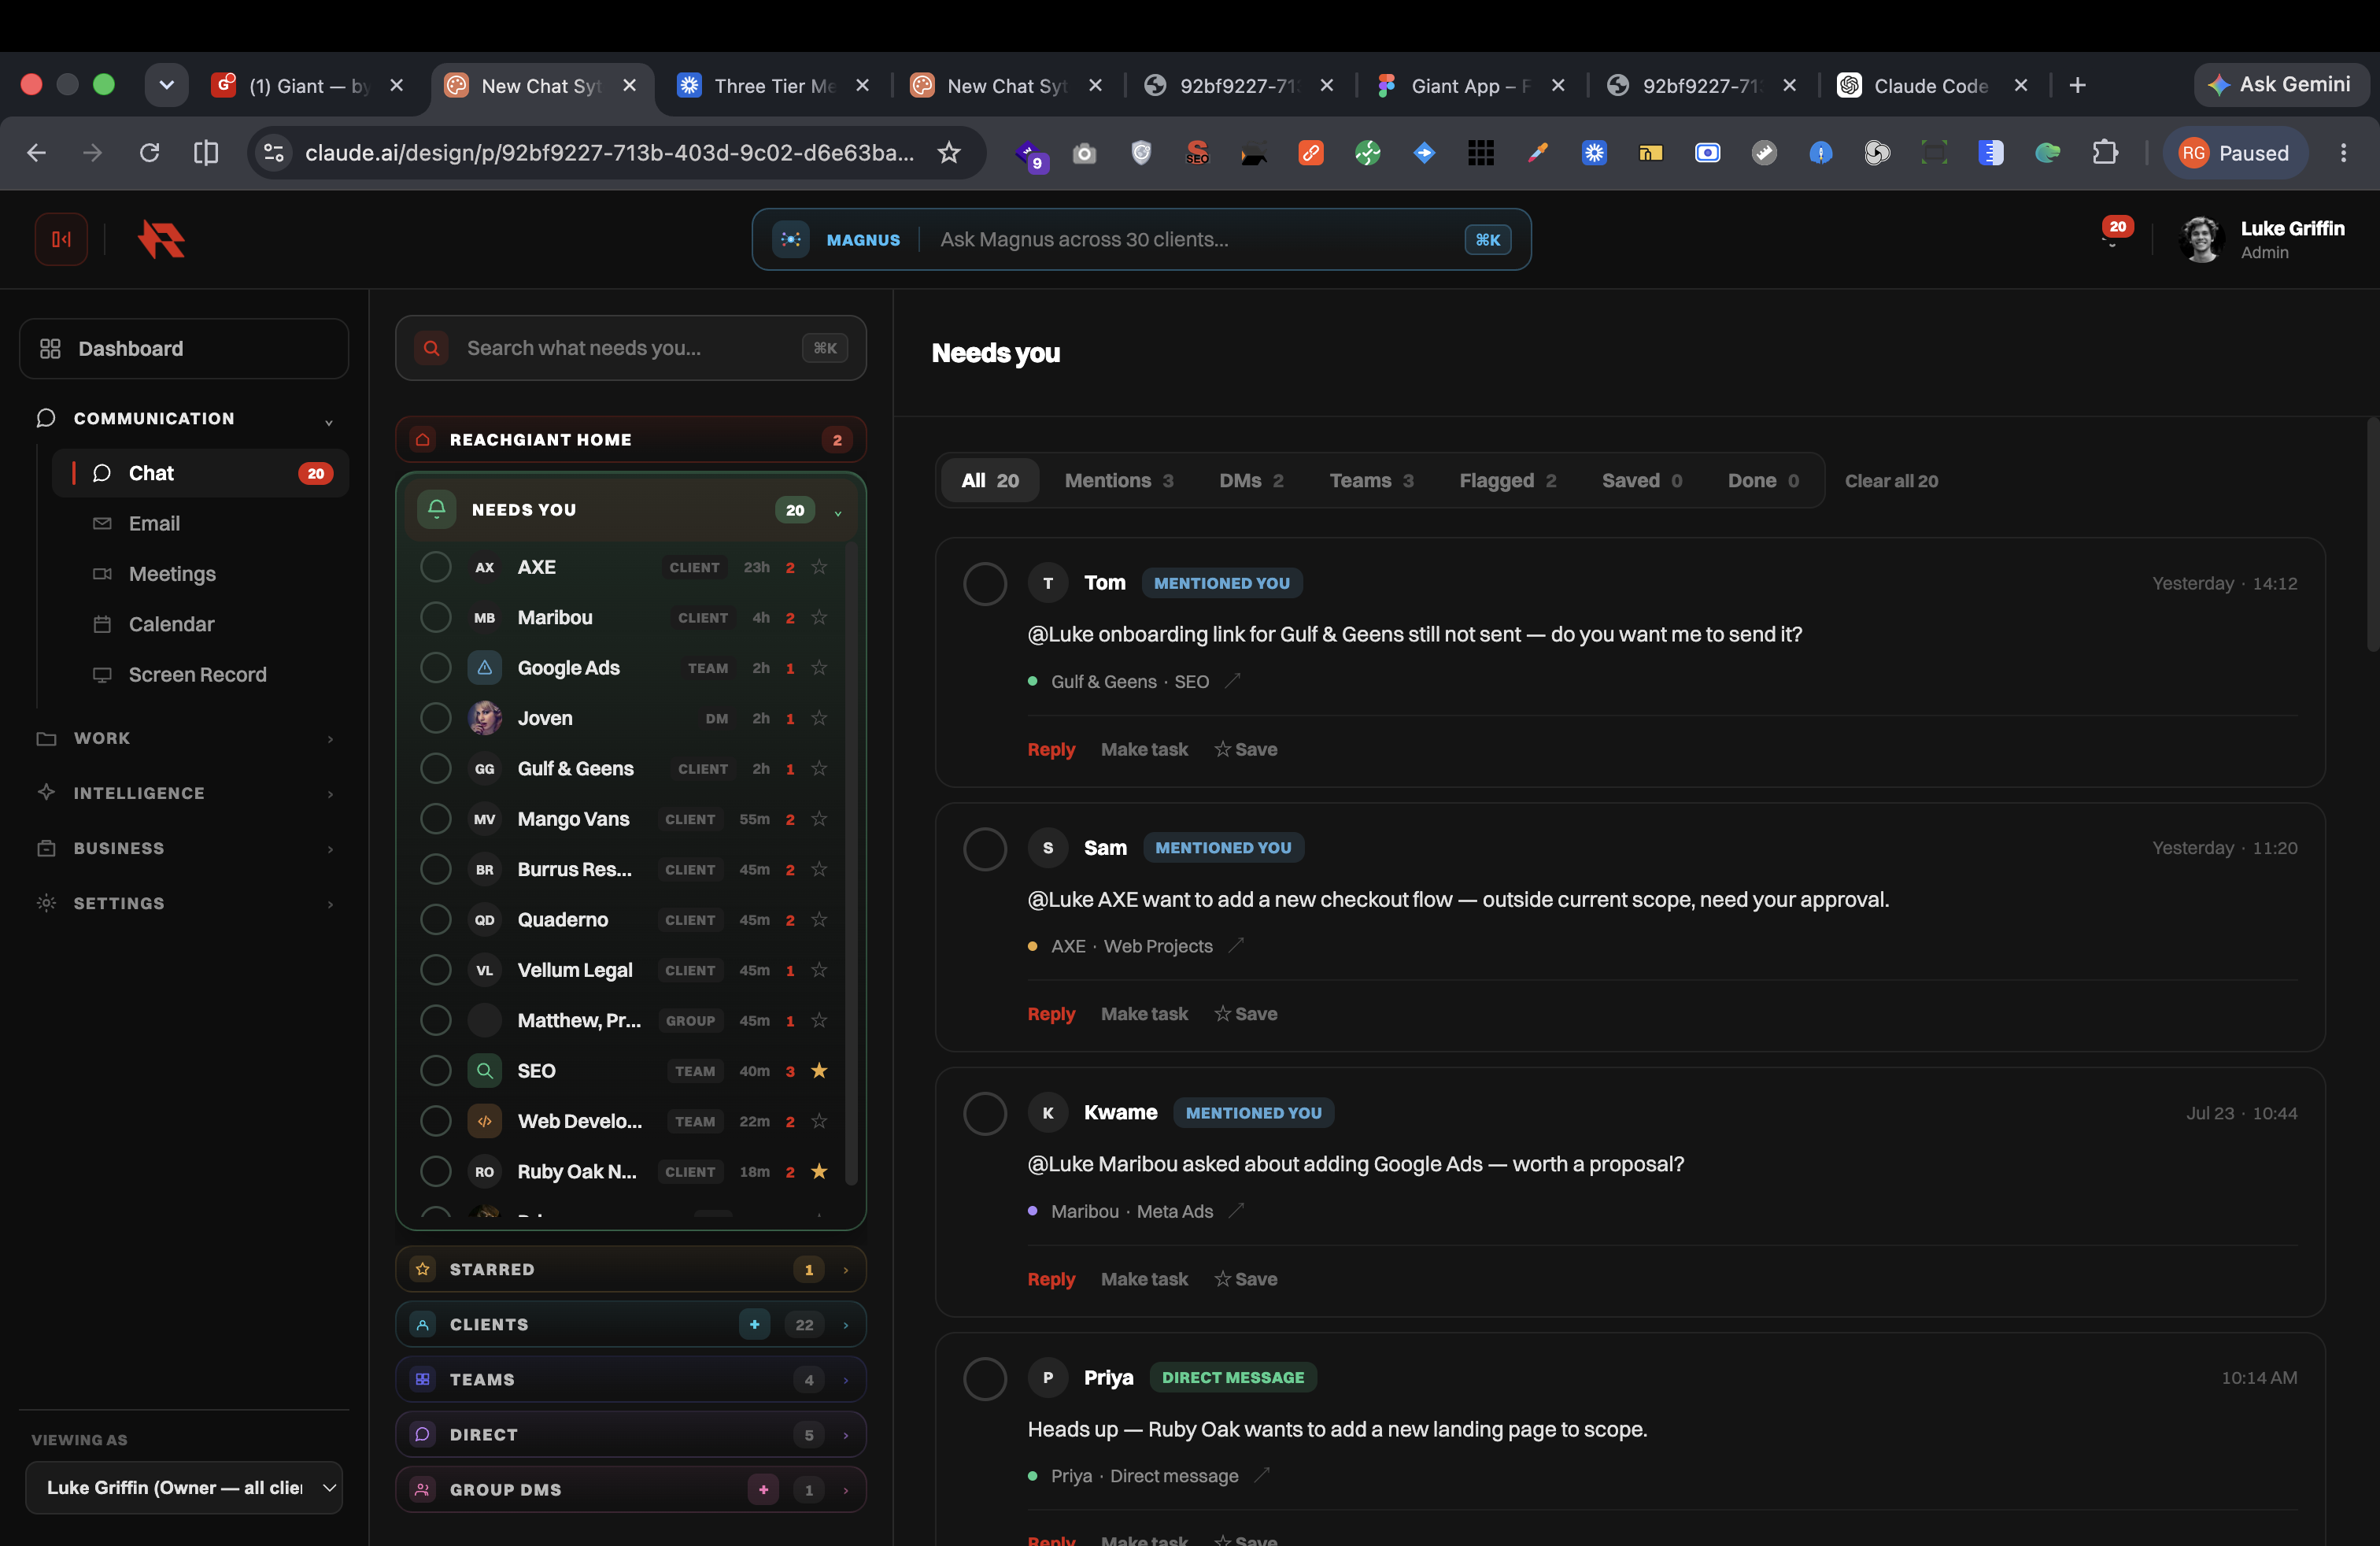 (1) Giant — by
New Chat Syt
Three Tier Me
New Chat Syt
92bf9227-71
Giant App – F
92bf9227-71
Claude Code
Ask Gemini
claude.ai/design/p/92bf9227-713b-403d-9c02-d6e63ba...
9
SEO
RG Paused
MAGNUS Ask Magnus across 30 clients... ⌘K
20
Luke Griffin
Admin
Dashboard
COMMUNICATION
Chat 20
Email
Meetings
Calendar
Screen Record
WORK
INTELLIGENCE
BUSINESS
SETTINGS
VIEWING AS
Luke Griffin (Owner — all clie
Search what needs you... ⌘K
REACHGIANT HOME 2
NEEDS YOU 20
AX AXE CLIENT 23h 2
MB Maribou CLIENT 4h 2
Google Ads TEAM 2h 1
Joven DM 2h 1
GG Gulf & Geens CLIENT 2h 1
MV Mango Vans CLIENT 55m 2
BR Burrus Res... CLIENT 45m 2
QD Quaderno CLIENT 45m 2
VL Vellum Legal CLIENT 45m 1
Matthew, Pr... GROUP 45m 1
SEO TEAM 40m 3
Web Develo... TEAM 22m 2
RO Ruby Oak N... CLIENT 18m 2
STARRED 1
CLIENTS + 22
TEAMS 4
DIRECT 5
GROUP DMS + 1
Needs you
All 20 Mentions 3 DMs 2 Teams 3 Flagged 2 Saved 0 Done 0 Clear all 20
T Tom MENTIONED YOU Yesterday · 14:12
@Luke onboarding link for Gulf & Geens still not sent — do you want me to send it?
Gulf & Geens · SEO
Reply Make task ☆ Save
S Sam MENTIONED YOU Yesterday · 11:20
@Luke AXE want to add a new checkout flow — outside current scope, need your approval.
AXE · Web Projects
Reply Make task ☆ Save
K Kwame MENTIONED YOU Jul 23 · 10:44
@Luke Maribou asked about adding Google Ads — worth a proposal?
Maribou · Meta Ads
Reply Make task ☆ Save
P Priya DIRECT MESSAGE 10:14 AM
Heads up — Ruby Oak wants to add a new landing page to scope.
Priya · Direct message
Reply Make task ☆ Save